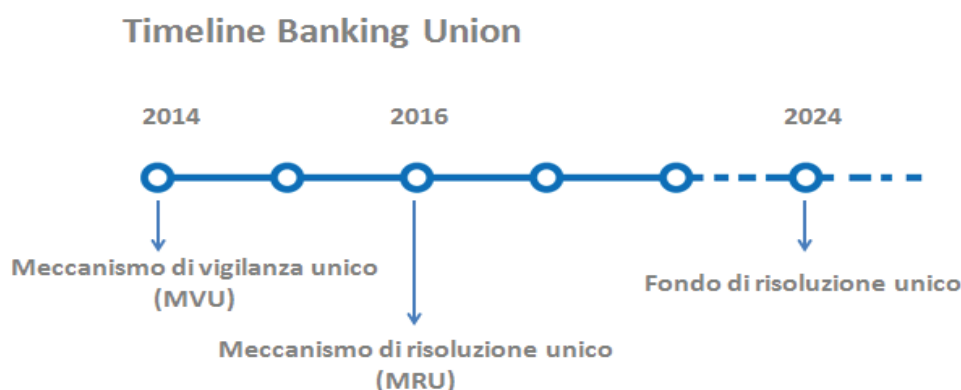 Timeline Banking Union
2014
2016
2024
Meccanismo di vigilanza unico
(MVU)
Fondo di risoluzione unico
Meccanismo di risoluzione unico
(MRU)